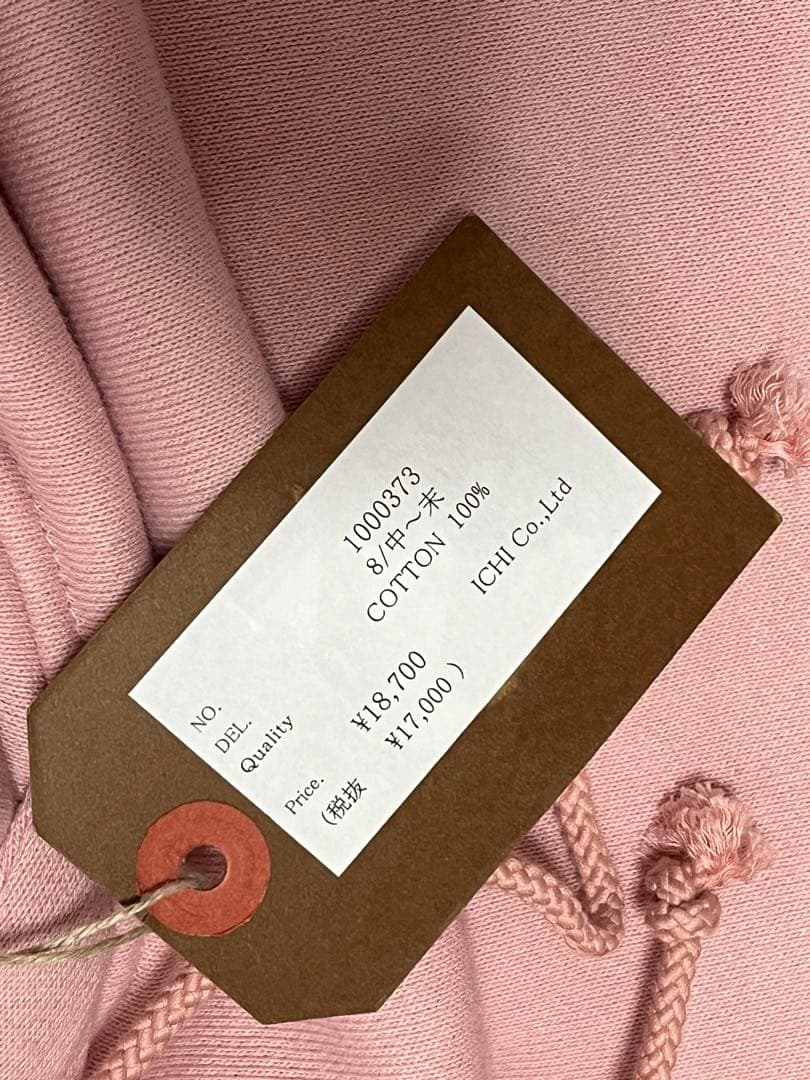 NO. 1000373
DEL. 8/中〜末
Quality COTTON 100%
ICHI Co.,Ltd
Price. ¥18,700
(税抜 ¥17,000 )